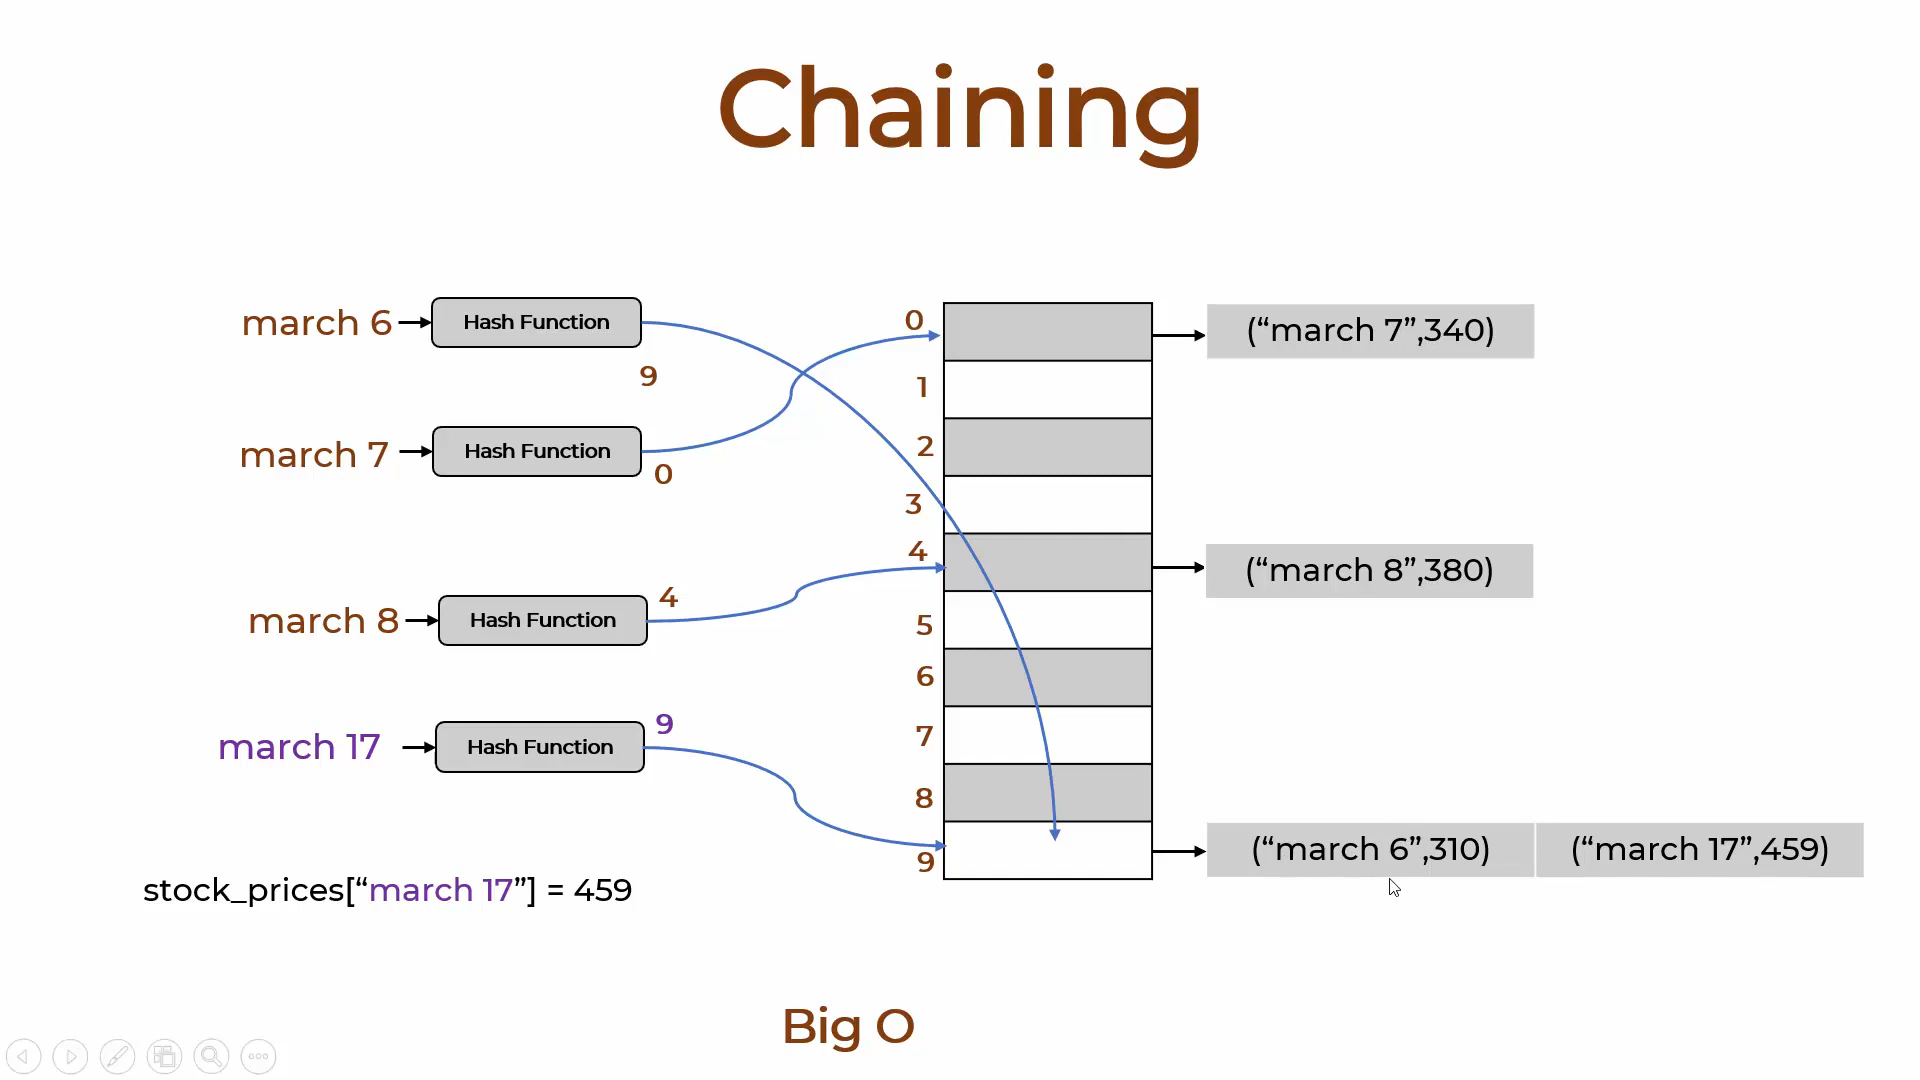 Chaining
march 6
Hash Function
9
march 7
Hash Function
0
march 8
Hash Function
4
march 17
Hash Function
9
stock_prices[“march 17”] = 459
0
1
2
3
4
5
6
7
8
9
(“march 7”,340)
(“march 8”,380)
(“march 6”,310) (“march 17”,459)
Big O